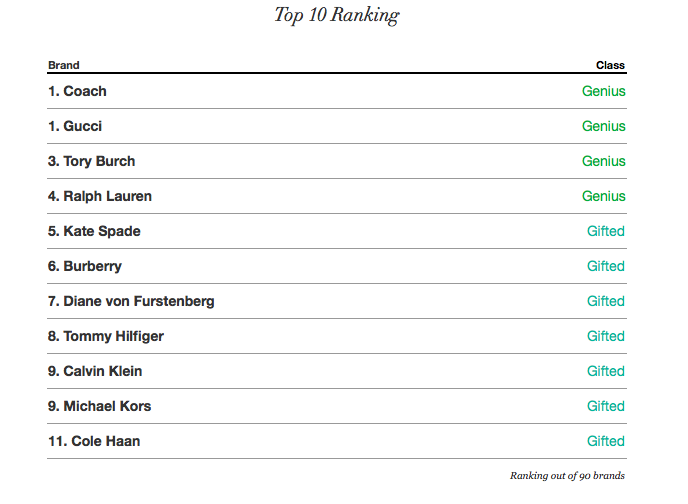 Top 10 Ranking
Brand Class
1. Coach Genius
1. Gucci Genius
3. Tory Burch Genius
4. Ralph Lauren Genius
5. Kate Spade Gifted
6. Burberry Gifted
7. Diane von Furstenberg Gifted
8. Tommy Hilfiger Gifted
9. Calvin Klein Gifted
9. Michael Kors Gifted
11. Cole Haan Gifted
Ranking out of 90 brands